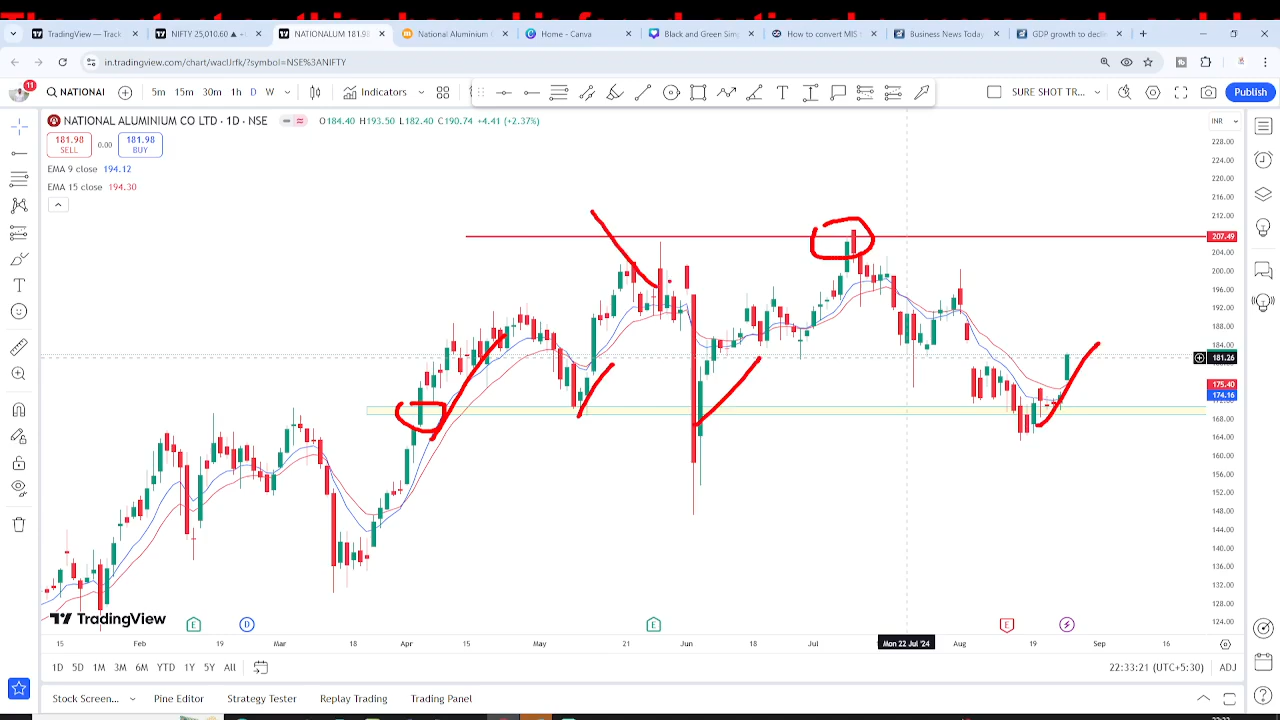 TradingView — Track
NIFTY 25,010.60 ▲
NATIONALUM 181.98
National Aluminium
Home - Canva
Black and Green Sim
How to convert MIS
Business News Today
GDP growth to decline
in.tradingview.com/chart/wacUrfk/?symbol=NSE%3ANIFTY
11
NATIONAL
5m 15m 30m 1h D W
Indicators
SURE SHOT TR...
Publish
NATIONAL ALUMINIUM CO LTD · 1D · NSE
O184.40 H193.50 L182.40 C190.74 +4.41 (+2.37%)
INR
181.98 SELL
0.00
181.98 BUY
EMA 9 close 194.12
EMA 15 close 194.30
228.00
224.00
220.00
216.00
212.00
207.49
204.00
200.00
196.00
192.00
188.00
184.00
181.26
175.40
174.16
168.00
164.00
160.00
156.00
152.00
148.00
144.00
140.00
136.00
132.00
128.00
124.00
TradingView
E D E E
15 Feb 19 Mar 18 Apr 15 May 21 Jun 18 Jul Mon 22 Jul '24 Aug 19 Sep 16
1D 5D 1M 3M 6M YTD 1Y 5Y All
22:33:21 (UTC+5:30) ADJ
Stock Screen... Pine Editor Strategy Tester Replay Trading Trading Panel